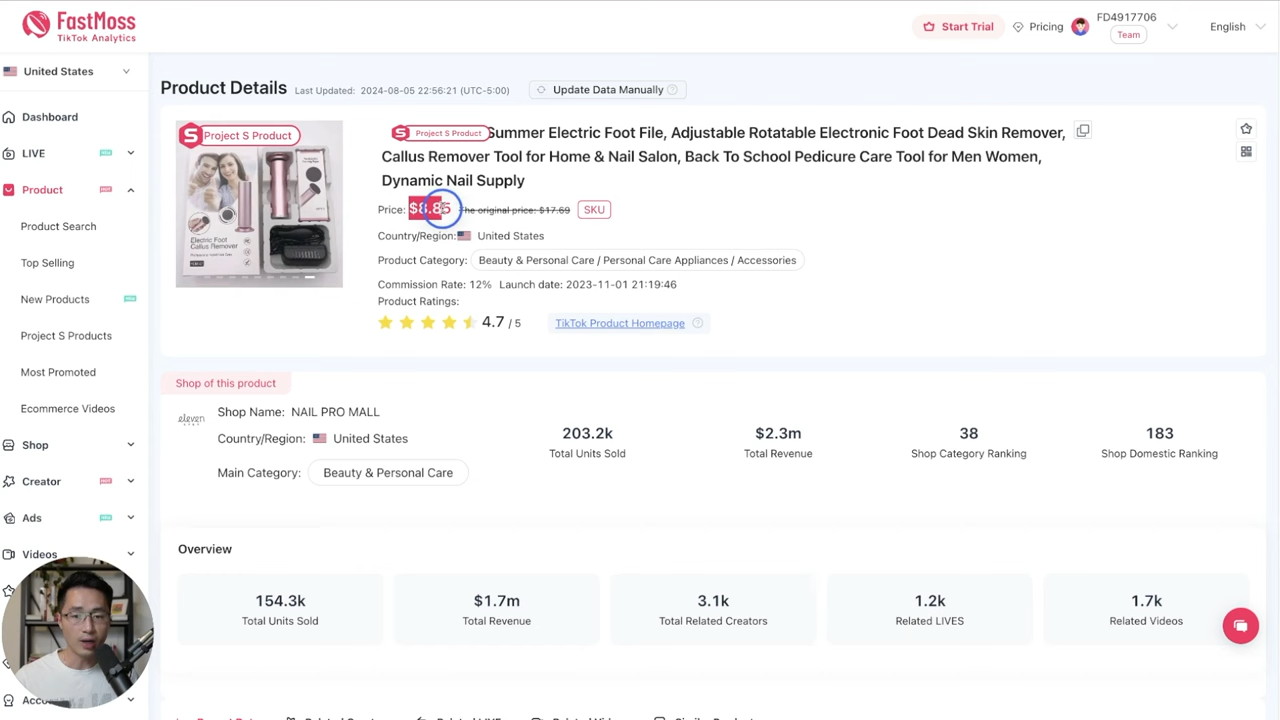 FastMoss
TikTok Analytics
Start Trial
Pricing
FD4917706
Team
English
United States
Dashboard
LIVE
Product
Product Search
Top Selling
New Products
Project S Products
Most Promoted
Ecommerce Videos
Shop
Creator
Ads
Videos
Product Details
Last Updated: 2024-08-05 22:56:21 (UTC-5:00)
Update Data Manually
Project S Product
Electric Foot
Callus Remover
Project S Product Summer Electric Foot File, Adjustable Rotatable Electronic Foot Dead Skin Remover,
Callus Remover Tool for Home & Nail Salon, Back To School Pedicure Care Tool for Men Women,
Dynamic Nail Supply
Price: $8.85 The original price: $17.69 SKU
Country/Region: United States
Product Category: Beauty & Personal Care / Personal Care Appliances / Accessories
Commission Rate: 12% Launch date: 2023-11-01 21:19:46
Product Ratings:
4.7 / 5 TikTok Product Homepage
Shop of this product
eleven
Shop Name: NAIL PRO MALL
Country/Region: United States
Main Category: Beauty & Personal Care
203.2k
Total Units Sold
$2.3m
Total Revenue
38
Shop Category Ranking
183
Shop Domestic Ranking
Overview
154.3k
Total Units Sold
$1.7m
Total Revenue
3.1k
Total Related Creators
1.2k
Related LIVES
1.7k
Related Videos